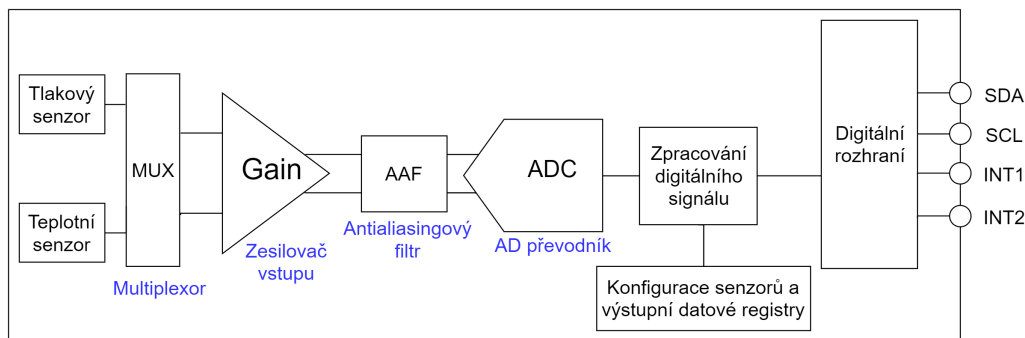 Tlakový
senzor
Teplotní
senzor
MUX
Multiplexor
Gain
Zesilovač
vstupu
AAF
Antialiasingový
filtr
ADC
AD převodník
Zpracování
digitálního
signálu
Konfigurace senzorů a
výstupní datové registry
Digitální
rozhraní
SDA
SCL
INT1
INT2